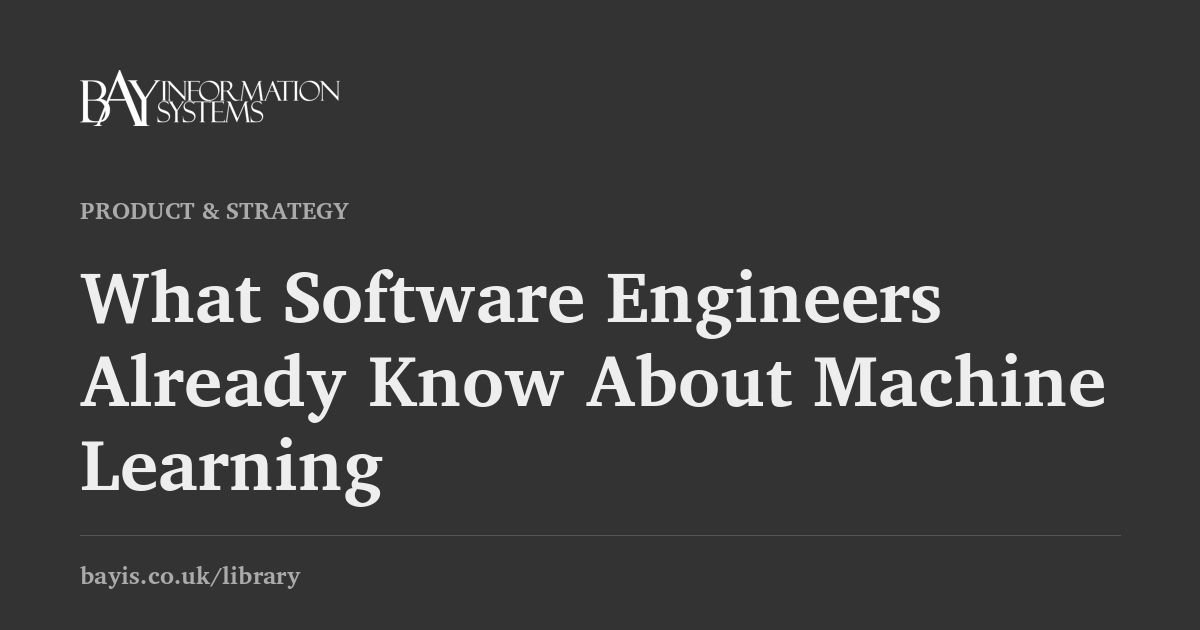 BAY INFORMATION
SYSTEMS
PRODUCT & STRATEGY
What Software Engineers
Already Know About Machine
Learning
bayis.co.uk/library